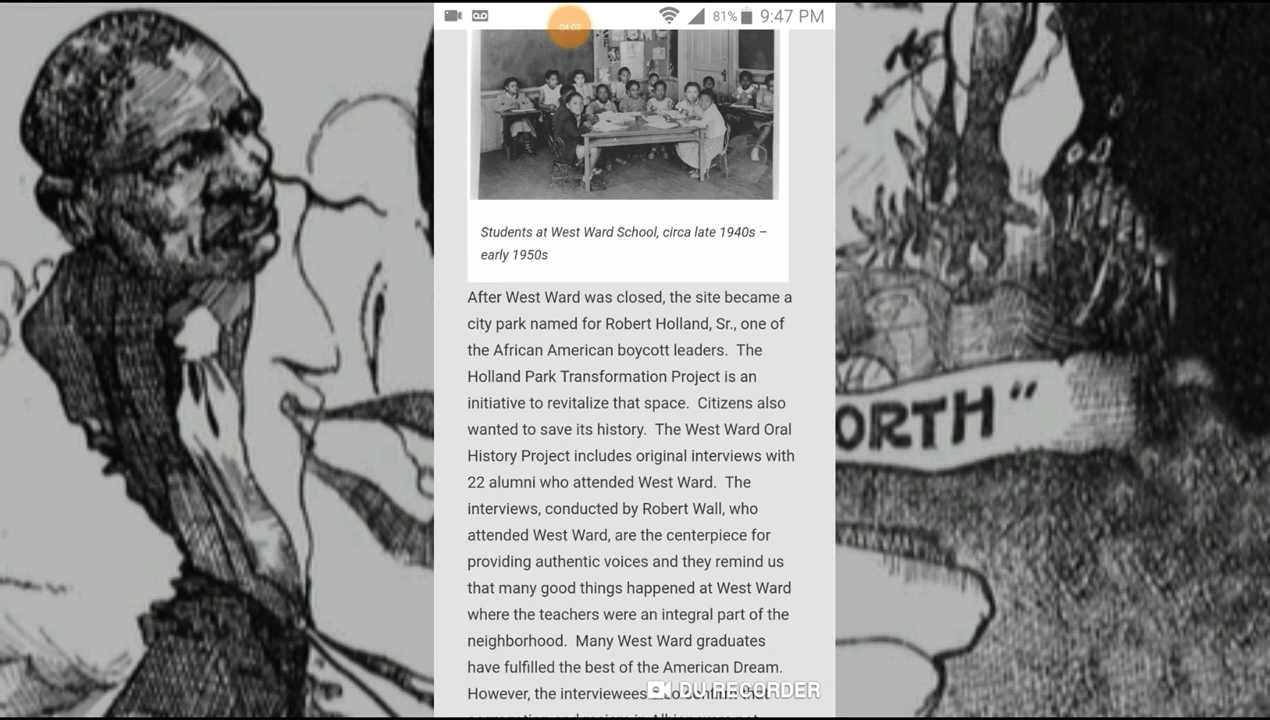 04:03
81%
9:47 PM
Students at West Ward School, circa late 1940s –
early 1950s
After West Ward was closed, the site became a
city park named for Robert Holland, Sr., one of
the African American boycott leaders.  The
Holland Park Transformation Project is an
initiative to revitalize that space.  Citizens also
wanted to save its history.  The West Ward Oral
History Project includes original interviews with
22 alumni who attended West Ward.  The
interviews, conducted by Robert Wall, who
attended West Ward, are the centerpiece for
providing authentic voices and they remind us
that many good things happened at West Ward
where the teachers were an integral part of the
neighborhood.  Many West Ward graduates
have fulfilled the best of the American Dream.
However, the interviewees
DU RECORDER
ORTH"